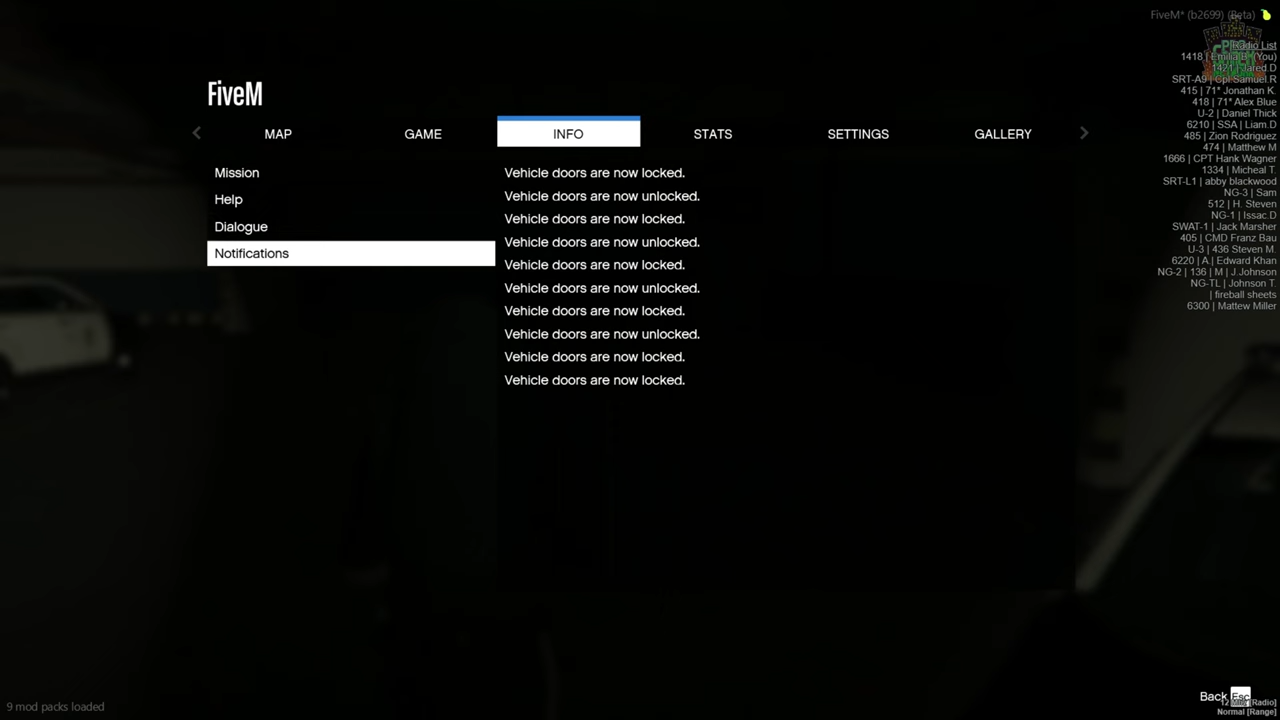 FiveM* (b2699) (Beta)
FiveM
MAP
GAME
INFO
STATS
SETTINGS
GALLERY
Mission
Help
Dialogue
Notifications
Vehicle doors are now locked.
Vehicle doors are now unlocked.
Vehicle doors are now locked.
Vehicle doors are now unlocked.
Vehicle doors are now locked.
Vehicle doors are now unlocked.
Vehicle doors are now locked.
Vehicle doors are now unlocked.
Vehicle doors are now locked.
Vehicle doors are now locked.
Radio List
1418 | Emilia B (You)
1421 | Jared.D
SRT-A9 | Cpl Samuel.R
415 | 71* Jonathan K.
418 | 71* Alex Blue
U-2 | Daniel Thick
6210 | SSA | Liam.D
485 | Zion Rodriguez
474 | Matthew M
1666 | CPT Hank Wagner
1334 | Micheal T.
SRT-L1 | abby blackwood
NG-3 | Sam
512 | H. Steven
NG-1 | Issac.D
SWAT-1 | Jack Marsher
405 | CMD Franz Bau
U-3 | 436 Steven M
6220 | A | Edward Khan
NG-2 | 136 | M | J.Johnson
NG-TL | Johnson T.
| fireball sheets
6300 | Mattew Miller
9 mod packs loaded
Back Esc
[Radio]
Normal [Range]